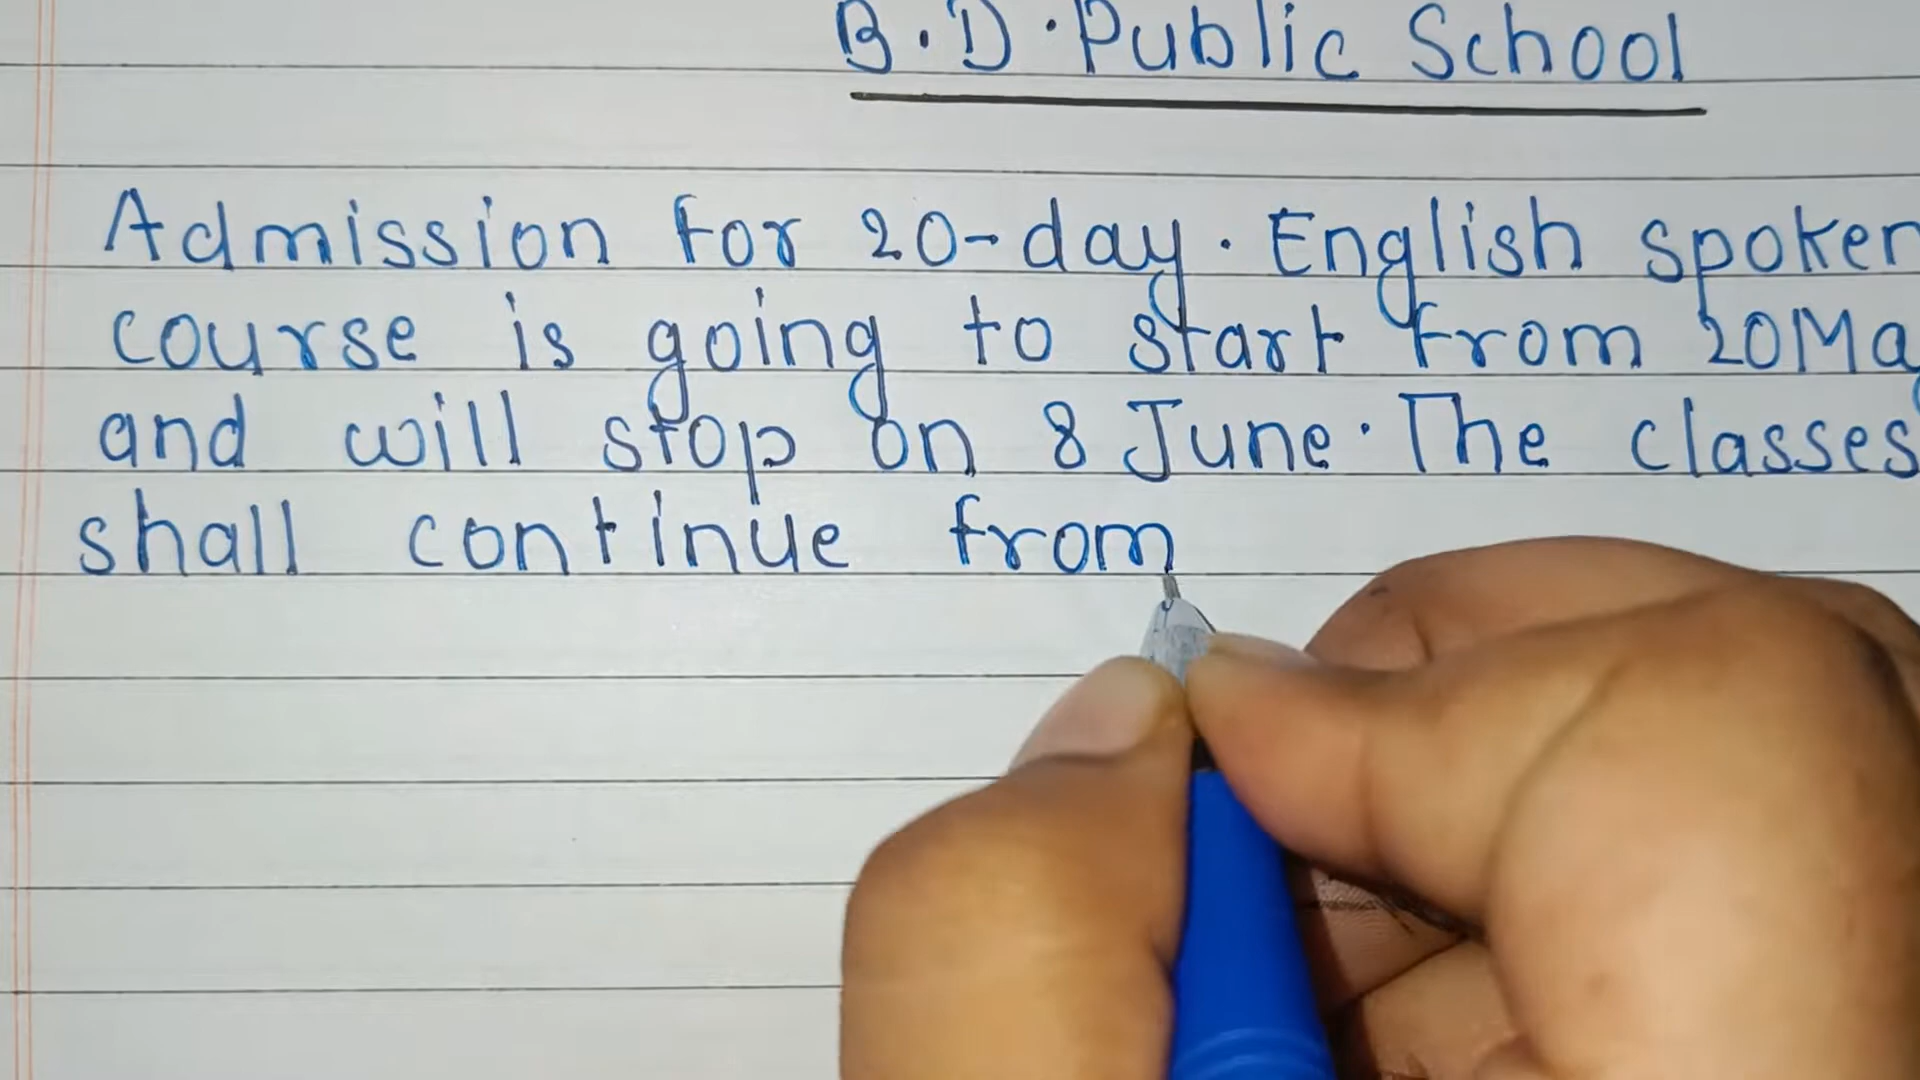 B.D. Public School
Admission for 20-day. English spoken
course is going to start from 20 Ma
and will stop on 8 June. The classes
shall continue from